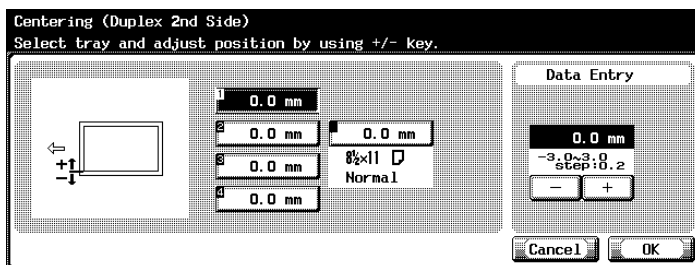 Centering (Duplex 2nd Side)
Select tray and adjust position by using +/- key.
Data Entry
1
0.0 mm
2
0.0 mm
0.0 mm
3
0.0 mm
8½×11
Normal
4
0.0 mm
+
-
0.0 mm
-3.0~3.0
step:0.2
- +
Cancel OK